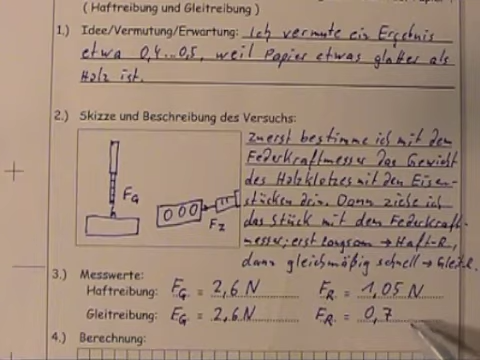 ( Haftreibung und Gleitreibung )
1.) Idee/Vermutung/Erwartung: Ich vermute ein Ergebnis
etwa 0,4...0,5, weil Papier etwas glatter als
Holz ist.
2.) Skizze und Beschreibung des Versuchs:
Zuerst bestimme ich mit dem
Federkraftmesser das Gewicht
des Holzklotzes mit den Eisen-
stücken drin. Dann ziehe ich
das Stück mit dem Federkraft-
messer; erst langsam → Haft-R,
dann gleichmäßig schnell → Gleit-R.
F_G
F_Z
3.) Messwerte:
Haftreibung: F_G = 2,6 N F_R = 1,05 N
Gleitreibung: F_G = 2,6 N F_R = 0,7
4.) Berechnung: